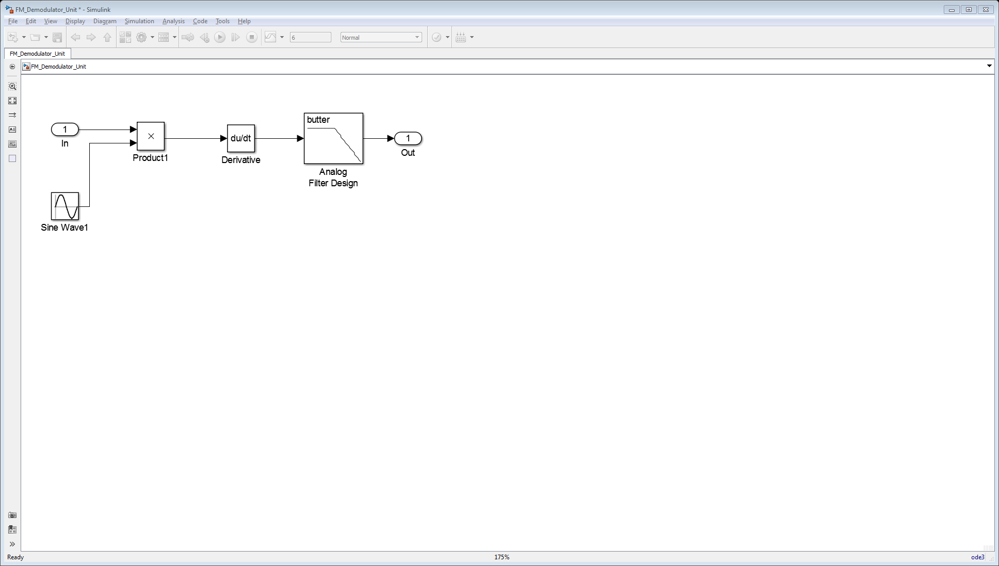 FM_Demodulator_Unit * - Simulink
File Edit View Display Diagram Simulation Analysis Code Tools Help
6 Normal
FM_Demodulator_Unit
FM_Demodulator_Unit
1
In
Product1
du/dt
Derivative
butter
Analog
Filter Design
1
Out
Sine Wave1
Ready 175% ode3